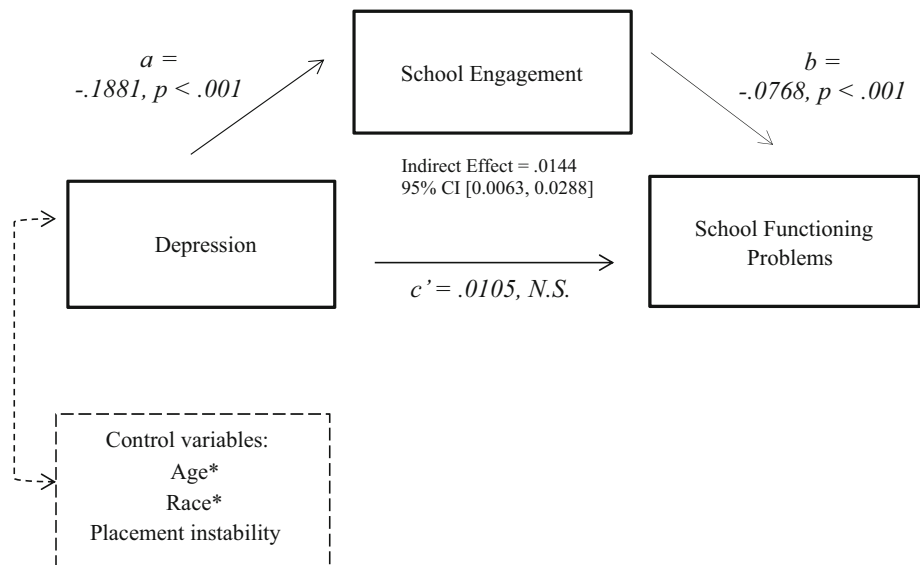 a =
-.1881, p < .001
School Engagement
b =
-.0768, p < .001
Indirect Effect = .0144
95% CI [0.0063, 0.0288]
Depression
School Functioning
Problems
c’ = .0105, N.S.
Control variables:
Age*
Race*
Placement instability